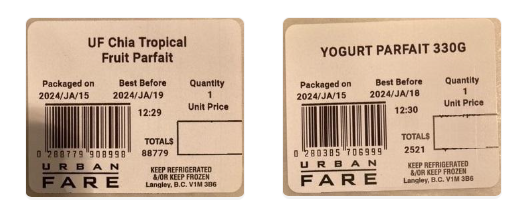 UF Chia Tropical
Fruit Parfait
Packaged on Best Before Quantity
2024/JA/15 2024/JA/19 1
Unit Price
12:29
TOTAL$
0 280779 908998 88779
URBAN
FARE
KEEP REFRIGERATED
&/OR KEEP FROZEN
Langley, B.C. V1M 3B6
YOGURT PARFAIT 330G
Packaged on Best Before Quantity
2024/JA/15 2024/JA/18 1
Unit Price
12:30
TOTAL$
0 280385 706999 2521
URBAN
FARE
KEEP REFRIGERATED
&/OR KEEP FROZEN
Langley, B.C. V1M 3B6